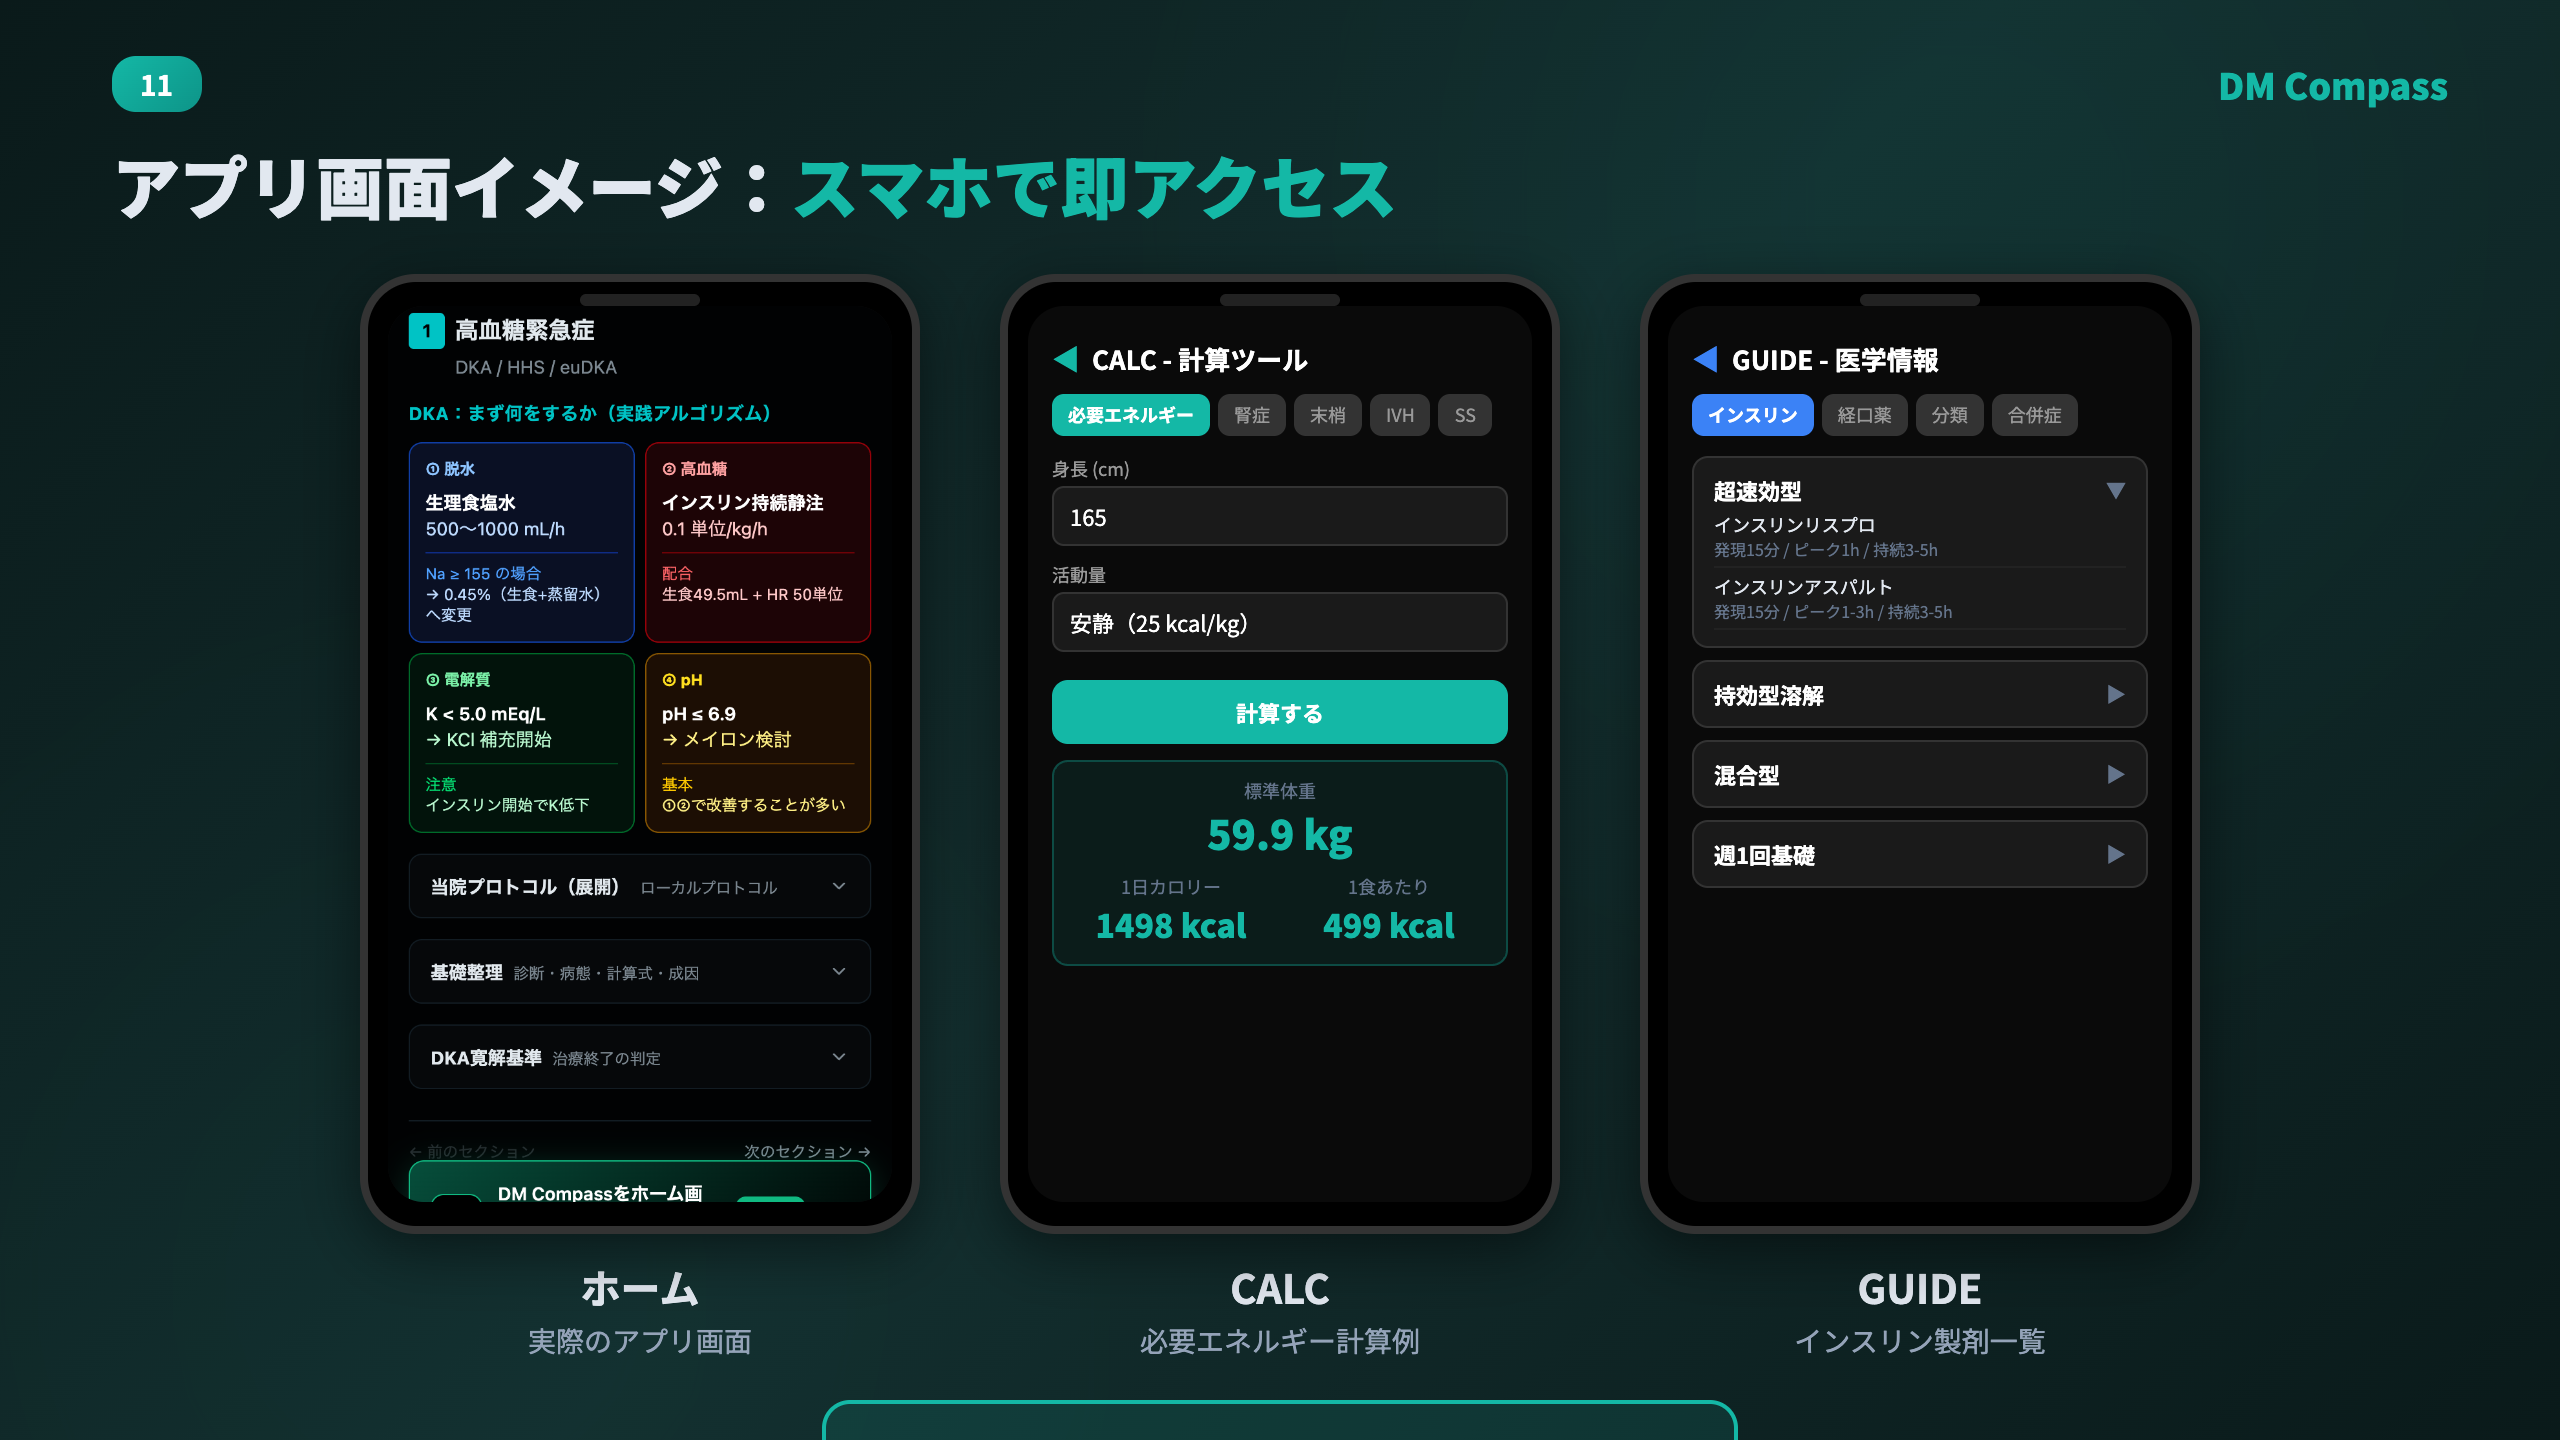 11
DM Compass
アプリ画面イメージ：スマホで即アクセス
1 高血糖緊急症
DKA / HHS / euDKA
DKA：まず何をするか（実践アルゴリズム）
① 脱水
生理食塩水
500〜1000 mL/h
Na ≥ 155 の場合
→ 0.45%（生食+蒸留水）
へ変更
② 高血糖
インスリン持続静注
0.1 単位/kg/h
配合
生食49.5mL + HR 50単位
③ 電解質
K < 5.0 mEq/L
→ KCl 補充開始
注意
インスリン開始でK低下
④ pH
pH ≤ 6.9
→ メイロン検討
基本
①②で改善することが多い
当院プロトコル（展開） ローカルプロトコル
基礎整理 診断・病態・計算式・成因
DKA寛解基準 治療終了の判定
← 前のセクション 次のセクション →
DM Compassをホーム画
ホーム
実際のアプリ画面
◀ CALC - 計算ツール
必要エネルギー 腎症 末梢 IVH SS
身長 (cm)
165
活動量
安静（25 kcal/kg）
計算する
標準体重
59.9 kg
1日カロリー 1食あたり
1498 kcal 499 kcal
CALC
必要エネルギー計算例
◀ GUIDE - 医学情報
インスリン 経口薬 分類 合併症
超速効型 ▼
インスリンリスプロ
発現15分 / ピーク1h / 持続3-5h
インスリンアスパルト
発現15分 / ピーク1-3h / 持続3-5h
持効型溶解 ▶
混合型 ▶
週1回基礎 ▶
GUIDE
インスリン製剤一覧